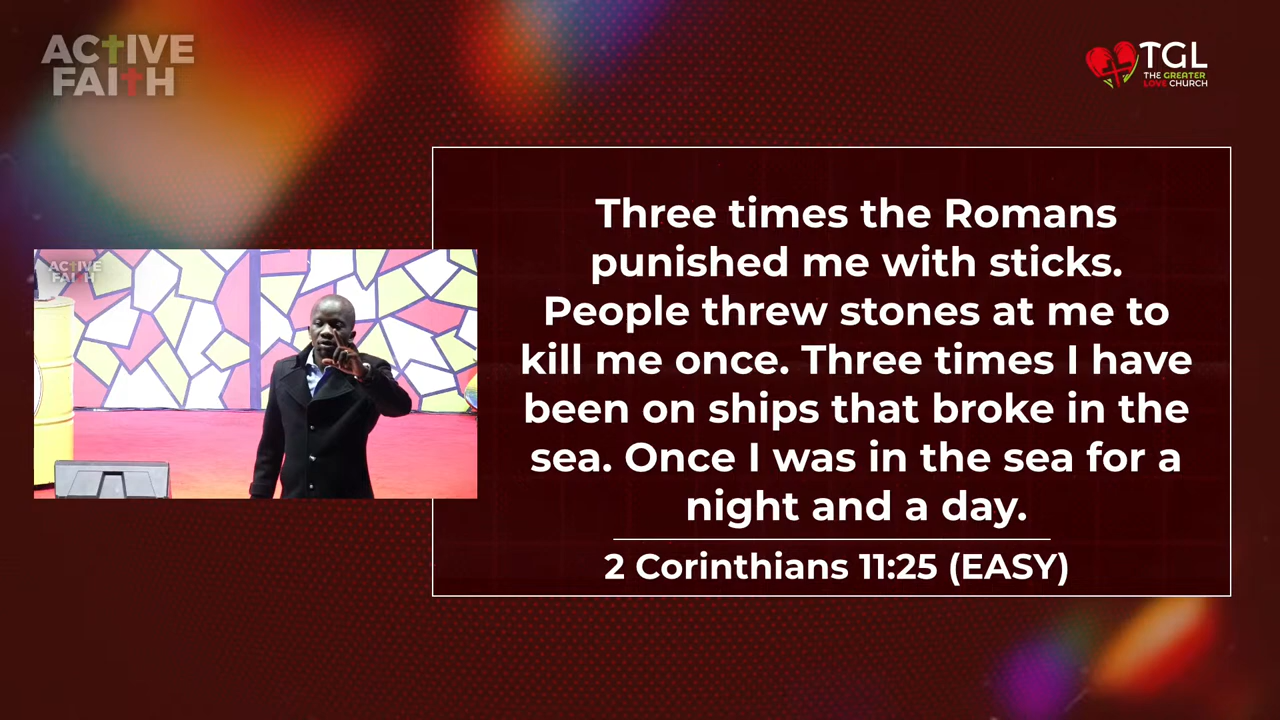 ACTIVE
FAITH
TGL
THE GREATER
LOVE CHURCH
ACTIVE
FAITH
Three times the Romans
punished me with sticks.
People threw stones at me to
kill me once. Three times I have
been on ships that broke in the
sea. Once I was in the sea for a
night and a day.
2 Corinthians 11:25 (EASY)